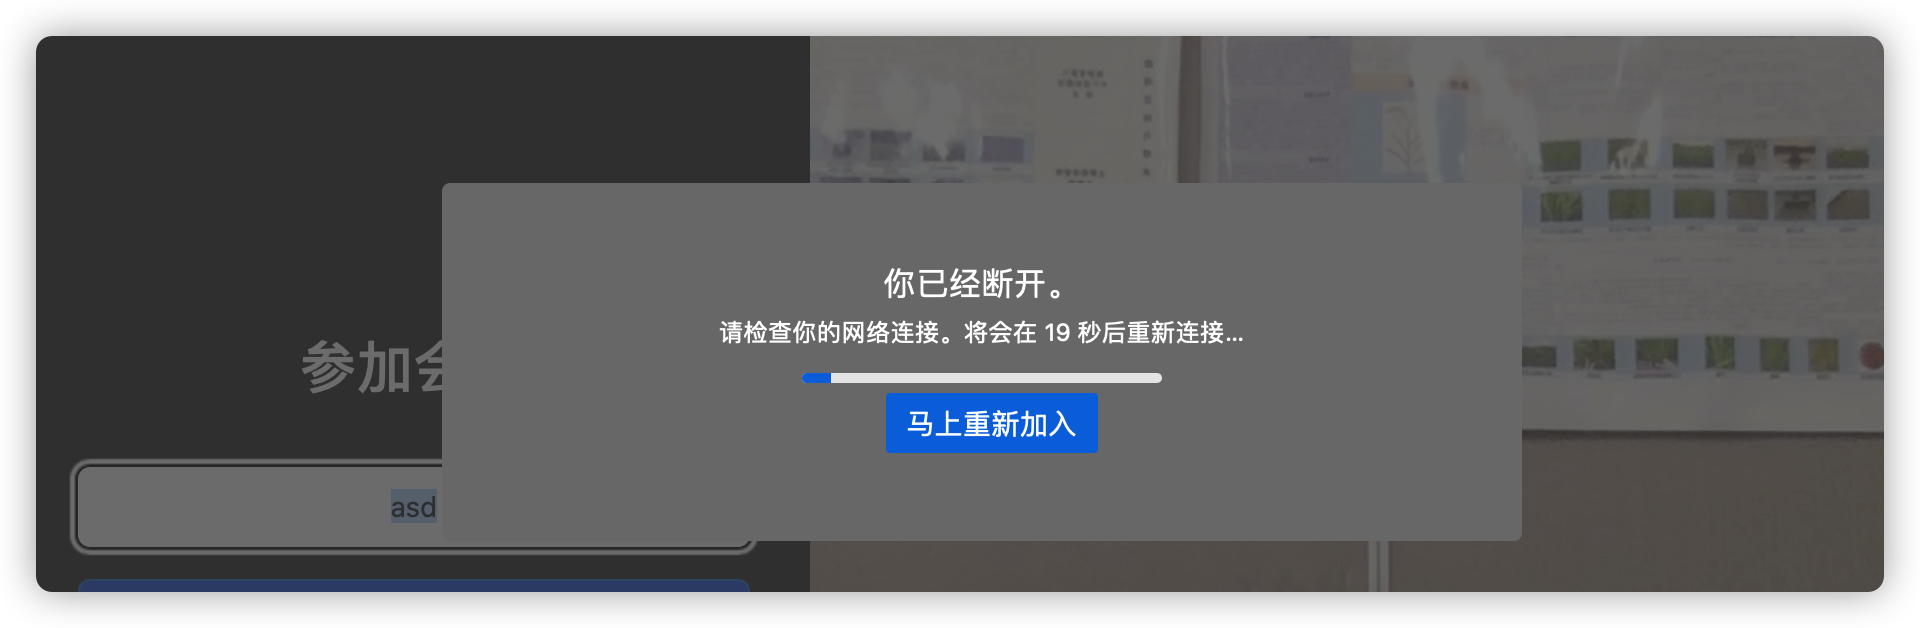 你已经断开。
请检查你的网络连接。将会在 19 秒后重新连接...
马上重新加入
参加会
asd